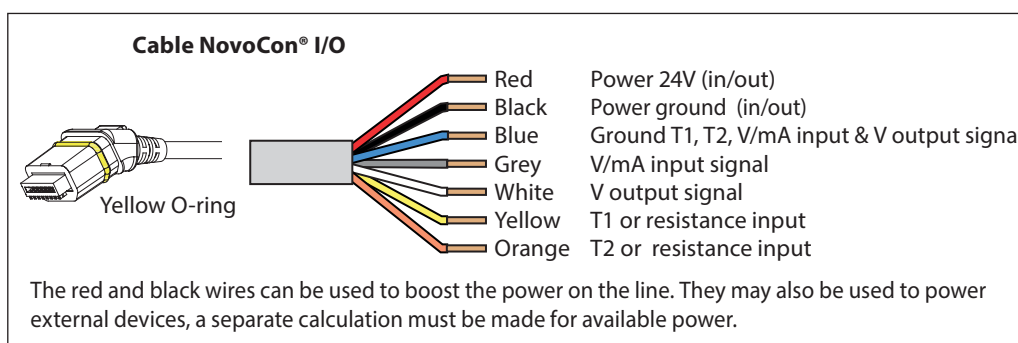 Cable NovoCon® I/O
Red Power 24V (in/out)
Black Power ground (in/out)
Blue Ground T1, T2, V/mA input & V output signa
Grey V/mA input signal
White V output signal
Yellow T1 or resistance input
Orange T2 or resistance input
Yellow O-ring
The red and black wires can be used to boost the power on the line. They may also be used to power
external devices, a separate calculation must be made for available power.